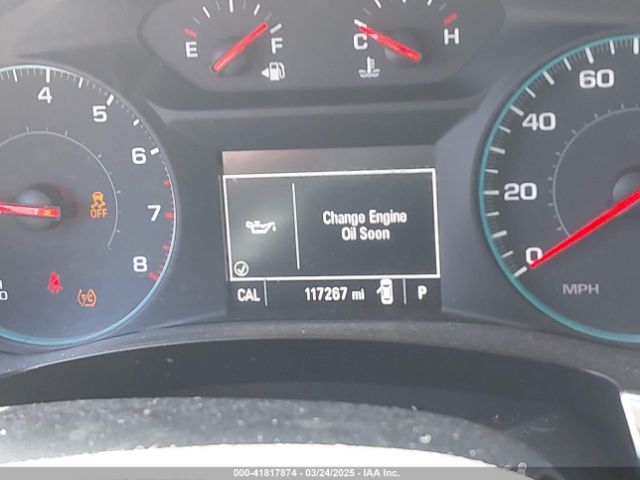 E F
C H
4
5
6
7
8
OFF
T/C
0
60
40
20
0
MPH
Change Engine
Oil Soon
CAL 117267 mi P
000-41817874 / 03/24/2025 - IAA Inc.